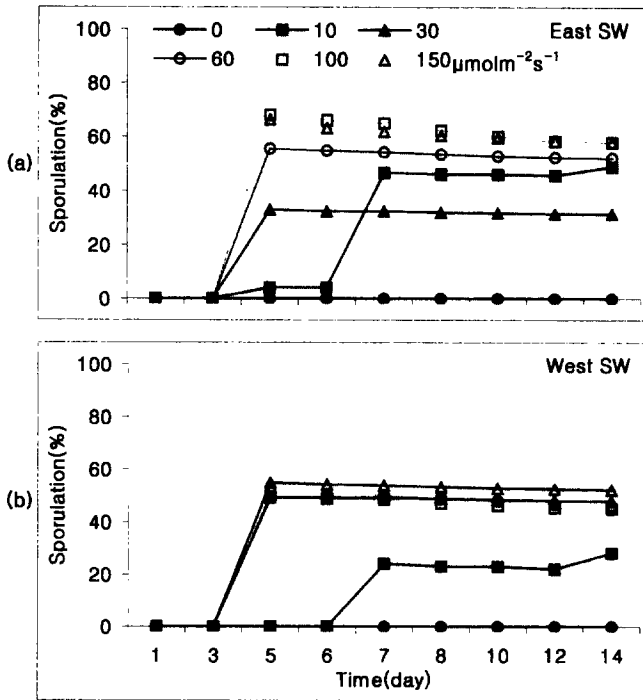 100
80
60
40
20
0
Sporulation(%)
(a)
0 10 30
60 100 150μmolm⁻²s⁻¹
East SW
100
80
60
40
20
0
Sporulation(%)
(b)
West SW
1 3 5 6 7 8 10 12 14
Time(day)